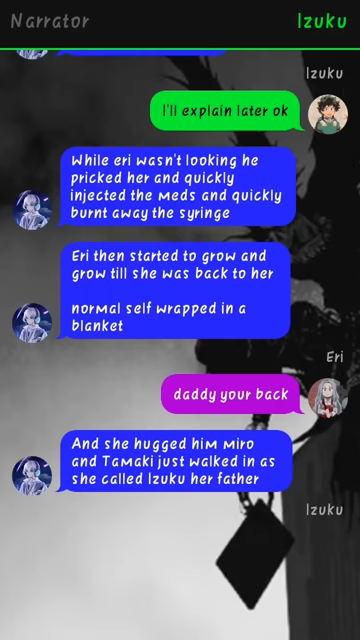 Narrator
Izuku
Izuku
I'll explain later ok
While eri wasn't looking he
pricked her and quickly
injected the meds and quickly
burnt away the syringe
Eri then started to grow and
grow till she was back to her
normal self wrapped in a
blanket
Eri
daddy your back
And she hugged him Miro
and Tamaki just walked in as
she called Izuku her father
Izuku